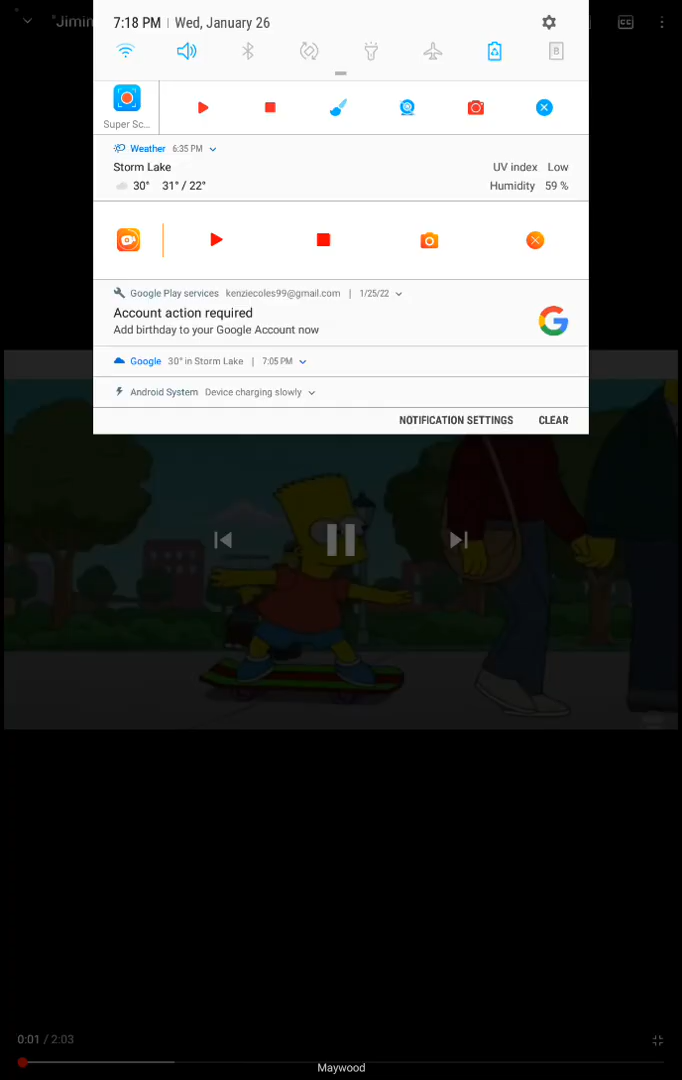 "Jimin
7:18 PM | Wed, January 26
B
Super Sc...
Weather 6:35 PM
Storm Lake UV index Low
30° 31° / 22° Humidity 59 %
Google Play services kenziecoles99@gmail.com | 1/25/22
Account action required
Add birthday to your Google Account now
Google 30° in Storm Lake | 7:05 PM
Android System Device charging slowly
NOTIFICATION SETTINGS CLEAR
CC
0:01 / 2:03
Maywood